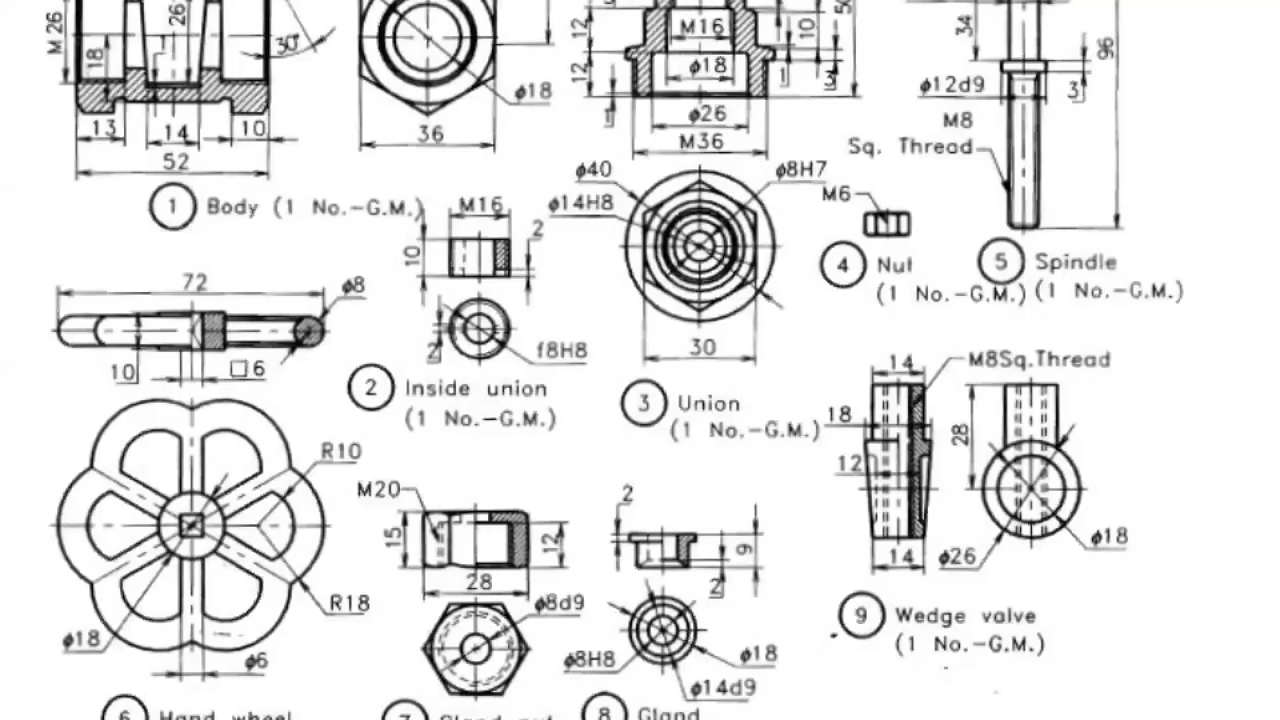 M26
18
26
30°
13
14
10
52
1 Body (1 No.-G.M.)
ϕ18
36
12
12
M16
ϕ18
1
ϕ26
M36
10
1
3
50
34
96
ϕ12d9
3
M8
Sq. Thread
M6
4 Nut
(1 No.-G.M.)
5 Spindle
(1 No.-G.M.)
M16
10
2
2
f8H8
2 Inside union
(1 No.-G.M.)
ϕ40
ϕ8H7
ϕ14H8
30
3 Union
(1 No.-G.M.)
72
ϕ8
10
□6
R10
R18
ϕ18
ϕ6
6 Hand wheel
M20
15
12
28
ϕ8d9
7 Gland nut
2
9
2
ϕ8H8
ϕ18
ϕ14d9
8 Gland
14
M8Sq.Thread
18
12
28
14
ϕ26
ϕ18
9 Wedge valve
(1 No.-G.M.)